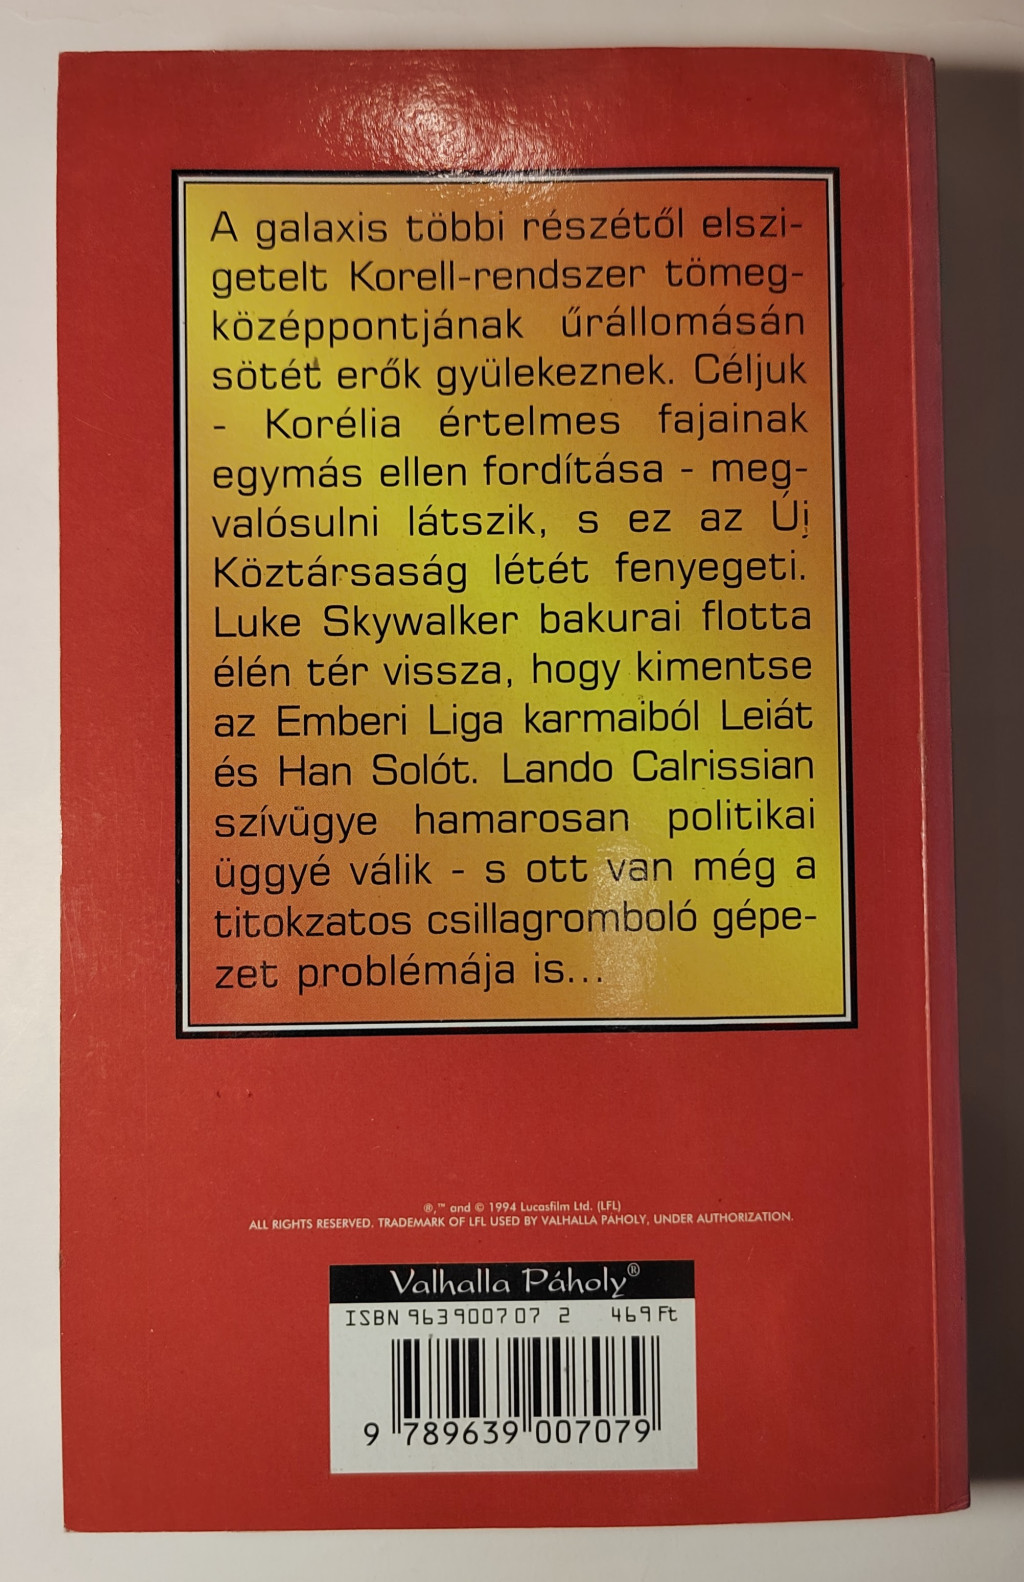 A galaxis többi részétől elszi-
getelt Korell-rendszer tömeg-
középpontjának űrállomásán
sötét erők gyülekeznek. Céljuk
- Korélia értelmes fajainak
egymás ellen fordítása - meg-
valósulni látszik, s ez az Új
Köztársaság létét fenyegeti.
Luke Skywalker bakurai flotta
élén tér vissza, hogy kimentse
az Emberi Liga karmaiból Leiát
és Han Solót. Lando Calrissian
szívügye hamarosan politikai
üggyé válik - s ott van még a
titokzatos csillagromboló gépe-
zet problémája is...
®,™ and © 1994 Lucasfilm Ltd. (LFL)
ALL RIGHTS RESERVED. TRADEMARK OF LFL USED BY VALHALLA PÁHOLY, UNDER AUTHORIZATION.
Valhalla Páholy®
ISBN 963 9007 07 2 469 Ft
9 789639 007079